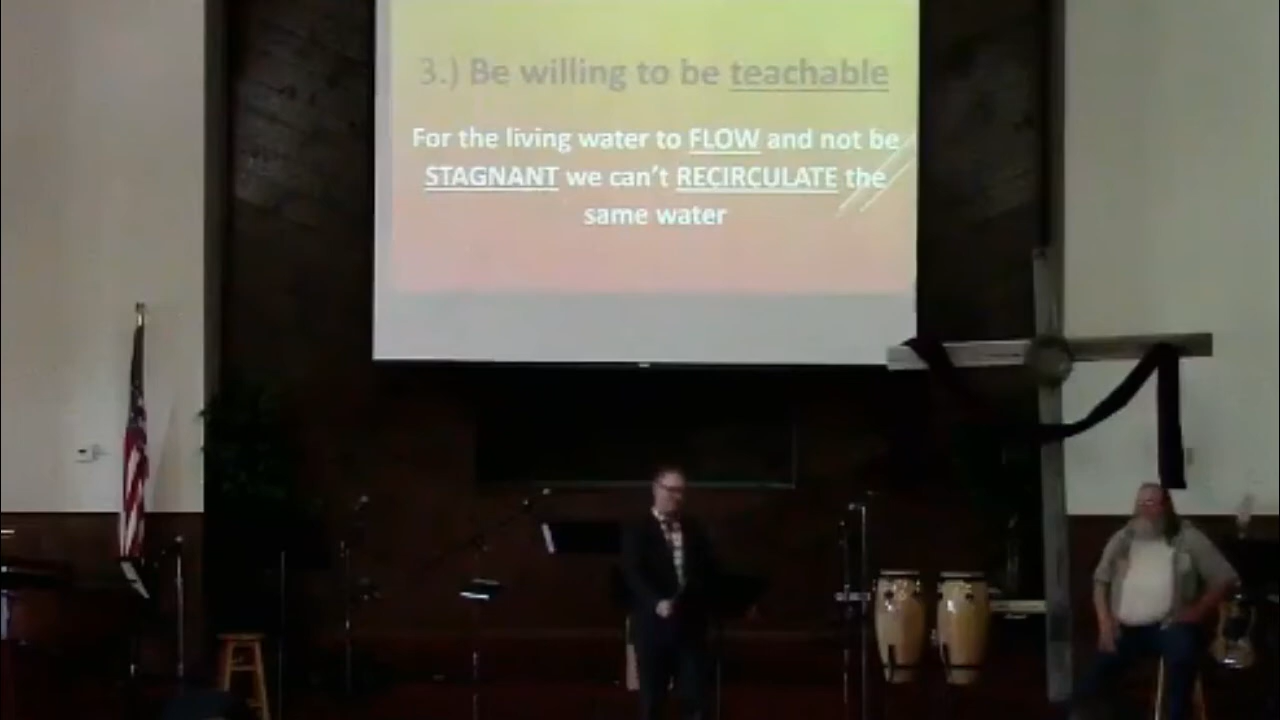 3.) Be willing to be teachable
For the living water to FLOW and not be
STAGNANT we can't RECIRCULATE the
same water